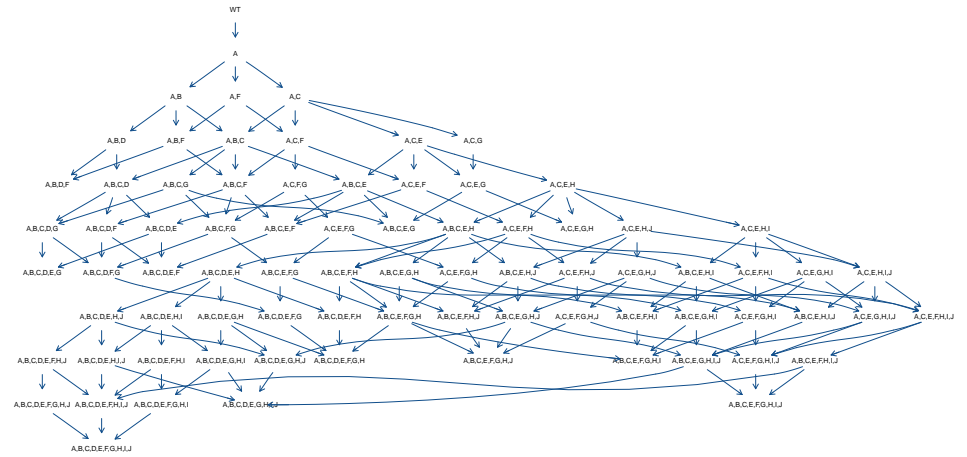 WT
A
A,B A,F A,C
A,B,D A,B,F A,B,C A,C,F A,C,E A,C,G
A,B,D,F A,B,C,D A,B,C,G A,B,C,F A,C,F,G A,B,C,E A,C,E,F A,C,E,G A,C,E,H
A,B,C,D,G A,B,C,D,F A,B,C,D,E A,B,C,F,G A,B,C,E,F A,C,E,F,G A,B,C,E,G A,B,C,E,H A,C,E,F,H A,C,E,G,H A,C,E,H,J A,C,E,H,I
A,B,C,D,E,G A,B,C,D,F,G A,B,C,D,E,F A,B,C,D,E,H A,B,C,E,F,G A,B,C,E,F,H A,B,C,E,G,H A,C,E,F,G,H A,B,C,E,H,J A,C,E,F,H,J A,C,E,G,H,J A,B,C,E,H,I A,C,E,F,H,I A,C,E,G,H,I A,C,E,H,I,J
A,B,C,D,E,H,J A,B,C,D,E,H,I A,B,C,D,E,G,H A,B,C,D,E,F,G A,B,C,D,E,F,H A,B,C,E,F,G,H A,B,C,E,F,H,J A,B,C,E,G,H,J A,C,E,F,G,H,J A,B,C,E,F,H,I A,B,C,E,G,H,I A,C,E,F,G,H,I A,B,C,E,H,I,J A,C,E,G,H,I,J A,C,E,F,H,I,J
A,B,C,D,E,F,H,J A,B,C,D,E,H,I,J A,B,C,D,E,F,H,I A,B,C,D,E,G,H,I A,B,C,D,E,G,H,J A,B,C,D,E,F,G,H A,B,C,E,F,G,H,J A,B,C,E,F,G,H,I A,B,C,E,G,H,I,J A,C,E,F,G,H,I,J A,B,C,E,F,H,I,J
A,B,C,D,E,F,G,H,J A,B,C,D,E,F,H,I,J A,B,C,D,E,F,G,H,I A,B,C,D,E,G,H,I,J A,B,C,E,F,G,H,I,J
A,B,C,D,E,F,G,H,I,J